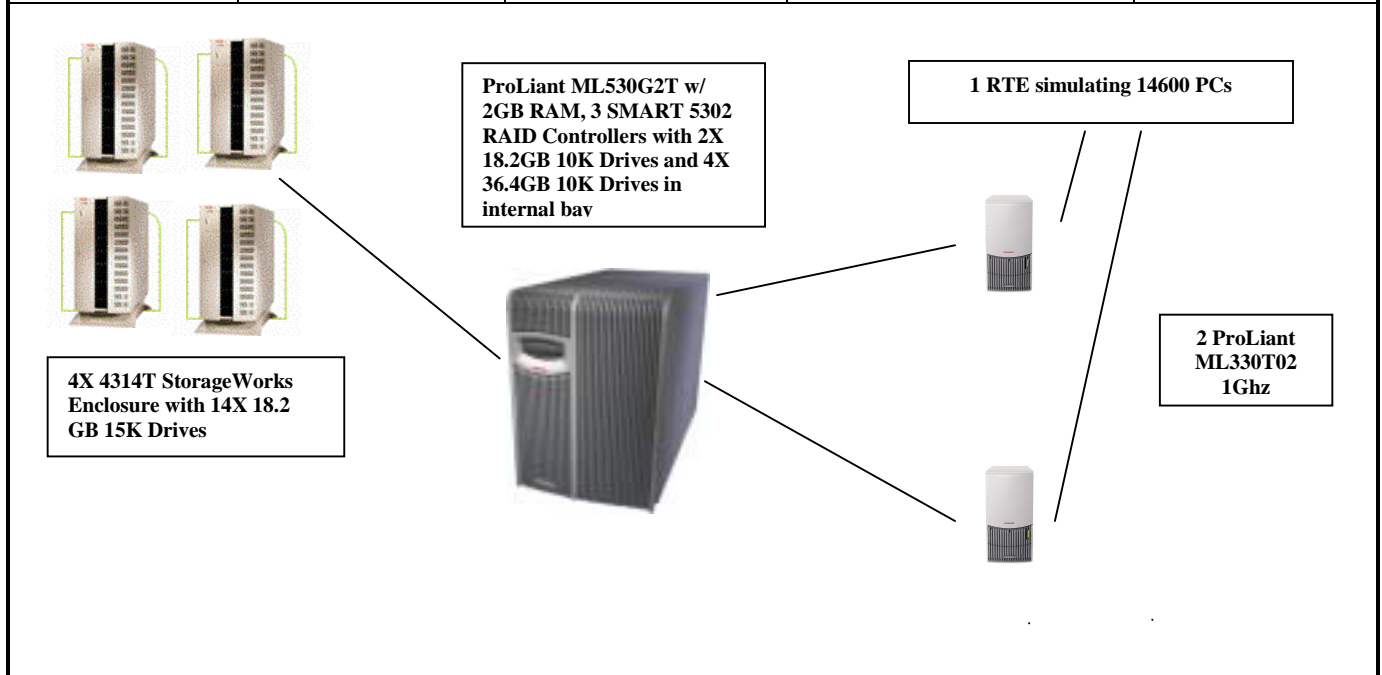 ProLiant ML530G2T w/
2GB RAM, 3 SMART 5302
RAID Controllers with 2X
18.2GB 10K Drives and 4X
36.4GB 10K Drives in
internal bay
1 RTE simulating 14600 PCs
4X 4314T StorageWorks
Enclosure with 14X 18.2
GB 15K Drives
2 ProLiant
ML330T02
1Ghz